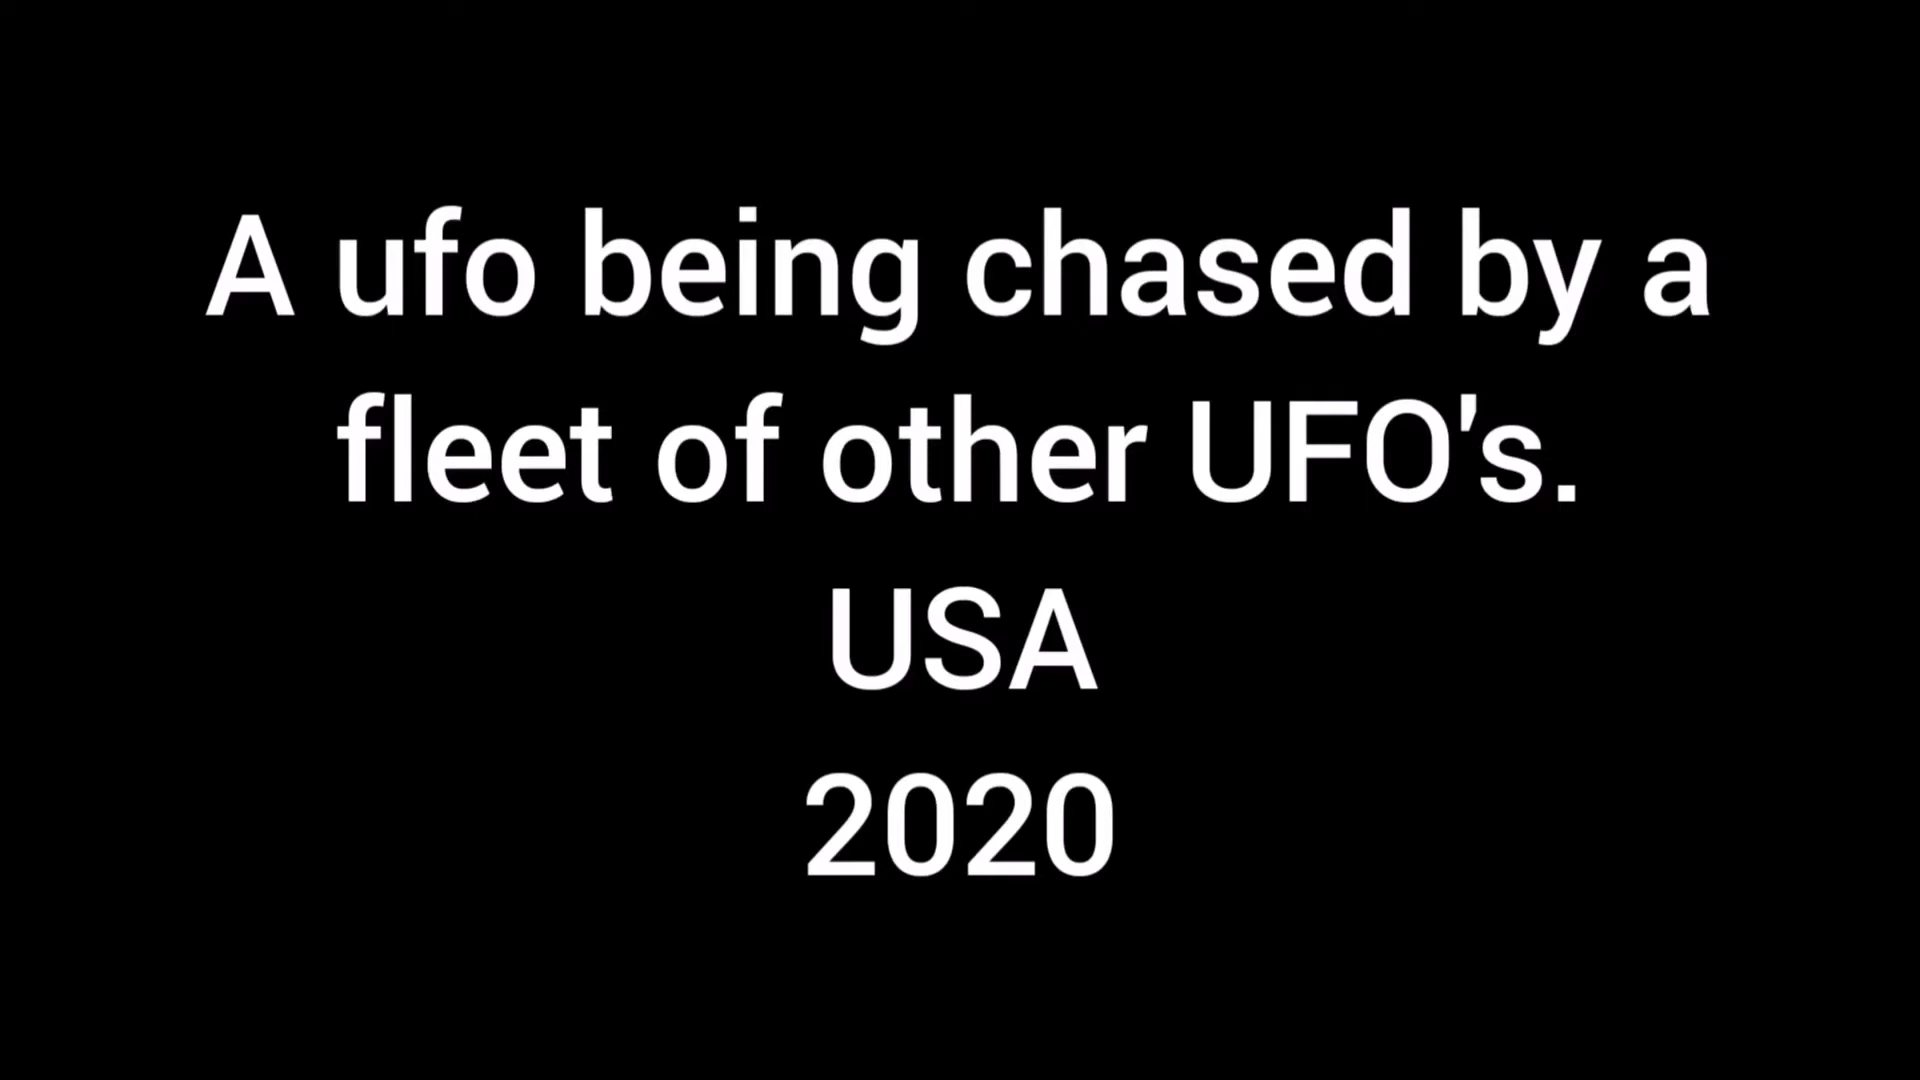 A ufo being chased by a
fleet of other UFO's.
USA
2020